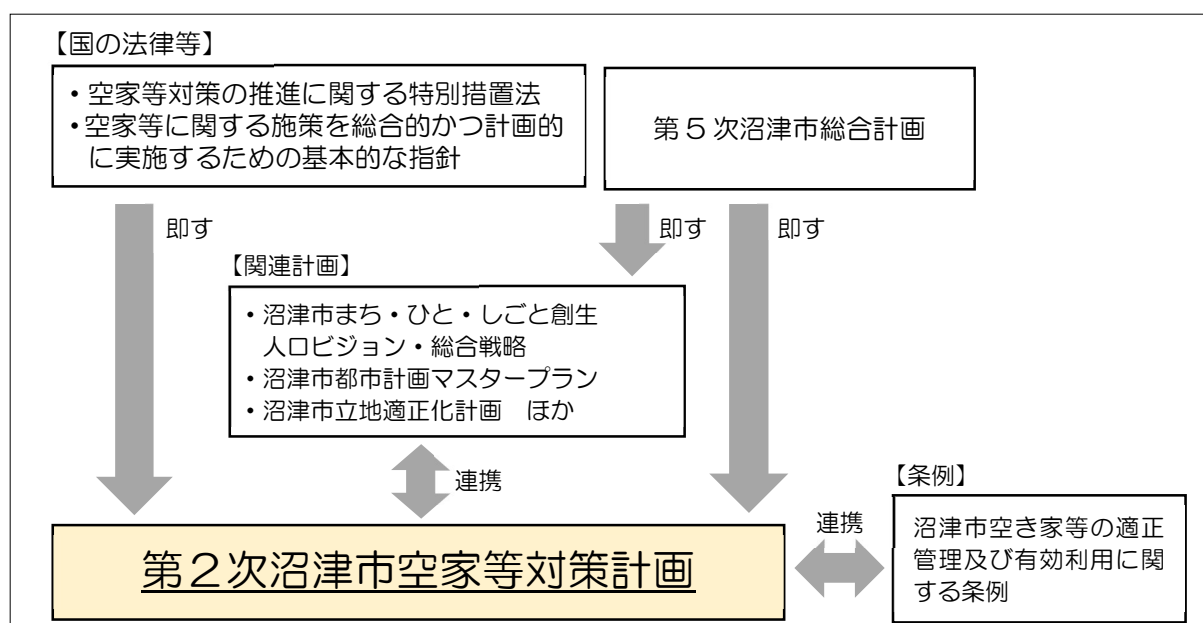 【国の法律等】
・空家等対策の推進に関する特別措置法
・空家等に関する施策を総合的かつ計画的
に実施するための基本的な指針
第5次沼津市総合計画
即す
即す
即す
【関連計画】
・沼津市まち・ひと・しごと創生
人口ビジョン・総合戦略
・沼津市都市計画マスタープラン
・沼津市立地適正化計画　ほか
連携
【条例】
連携
沼津市空き家等の適正
管理及び有効利用に関
する条例
第2次沼津市空家等対策計画